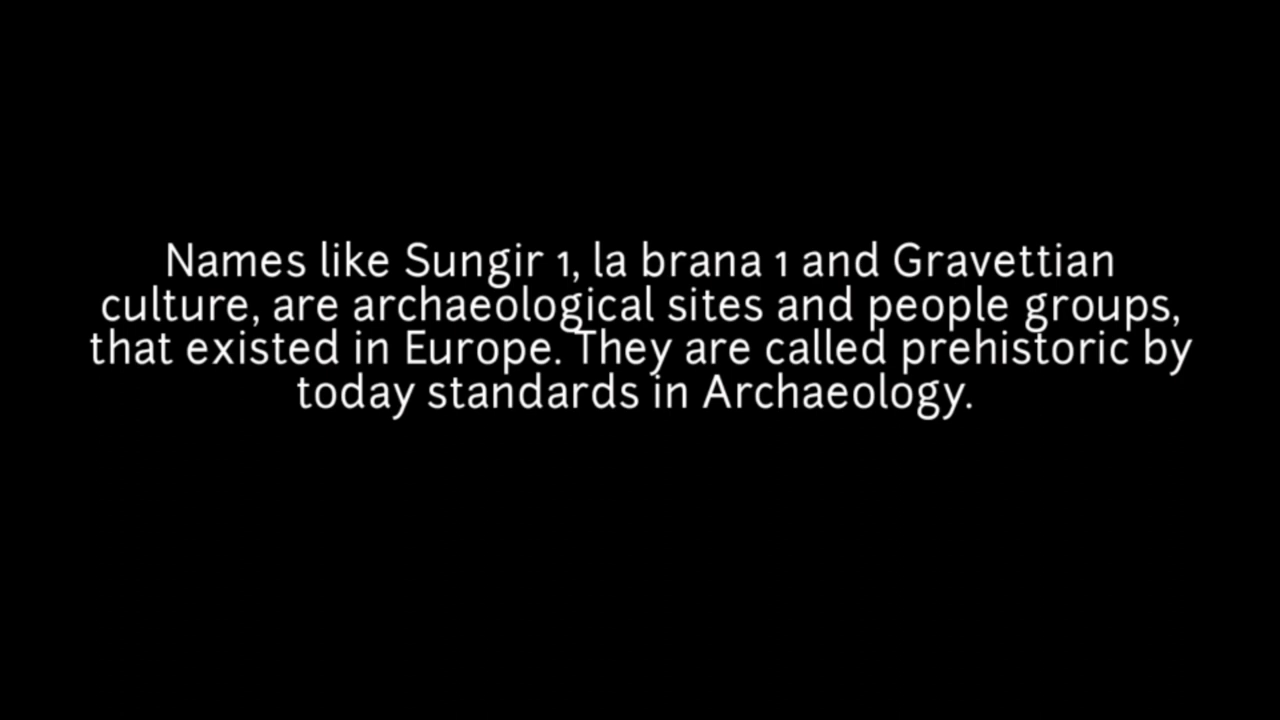 Names like Sungir 1, la brana 1 and Gravettian
culture, are archaeological sites and people groups,
that existed in Europe. They are called prehistoric by
today standards in Archaeology.